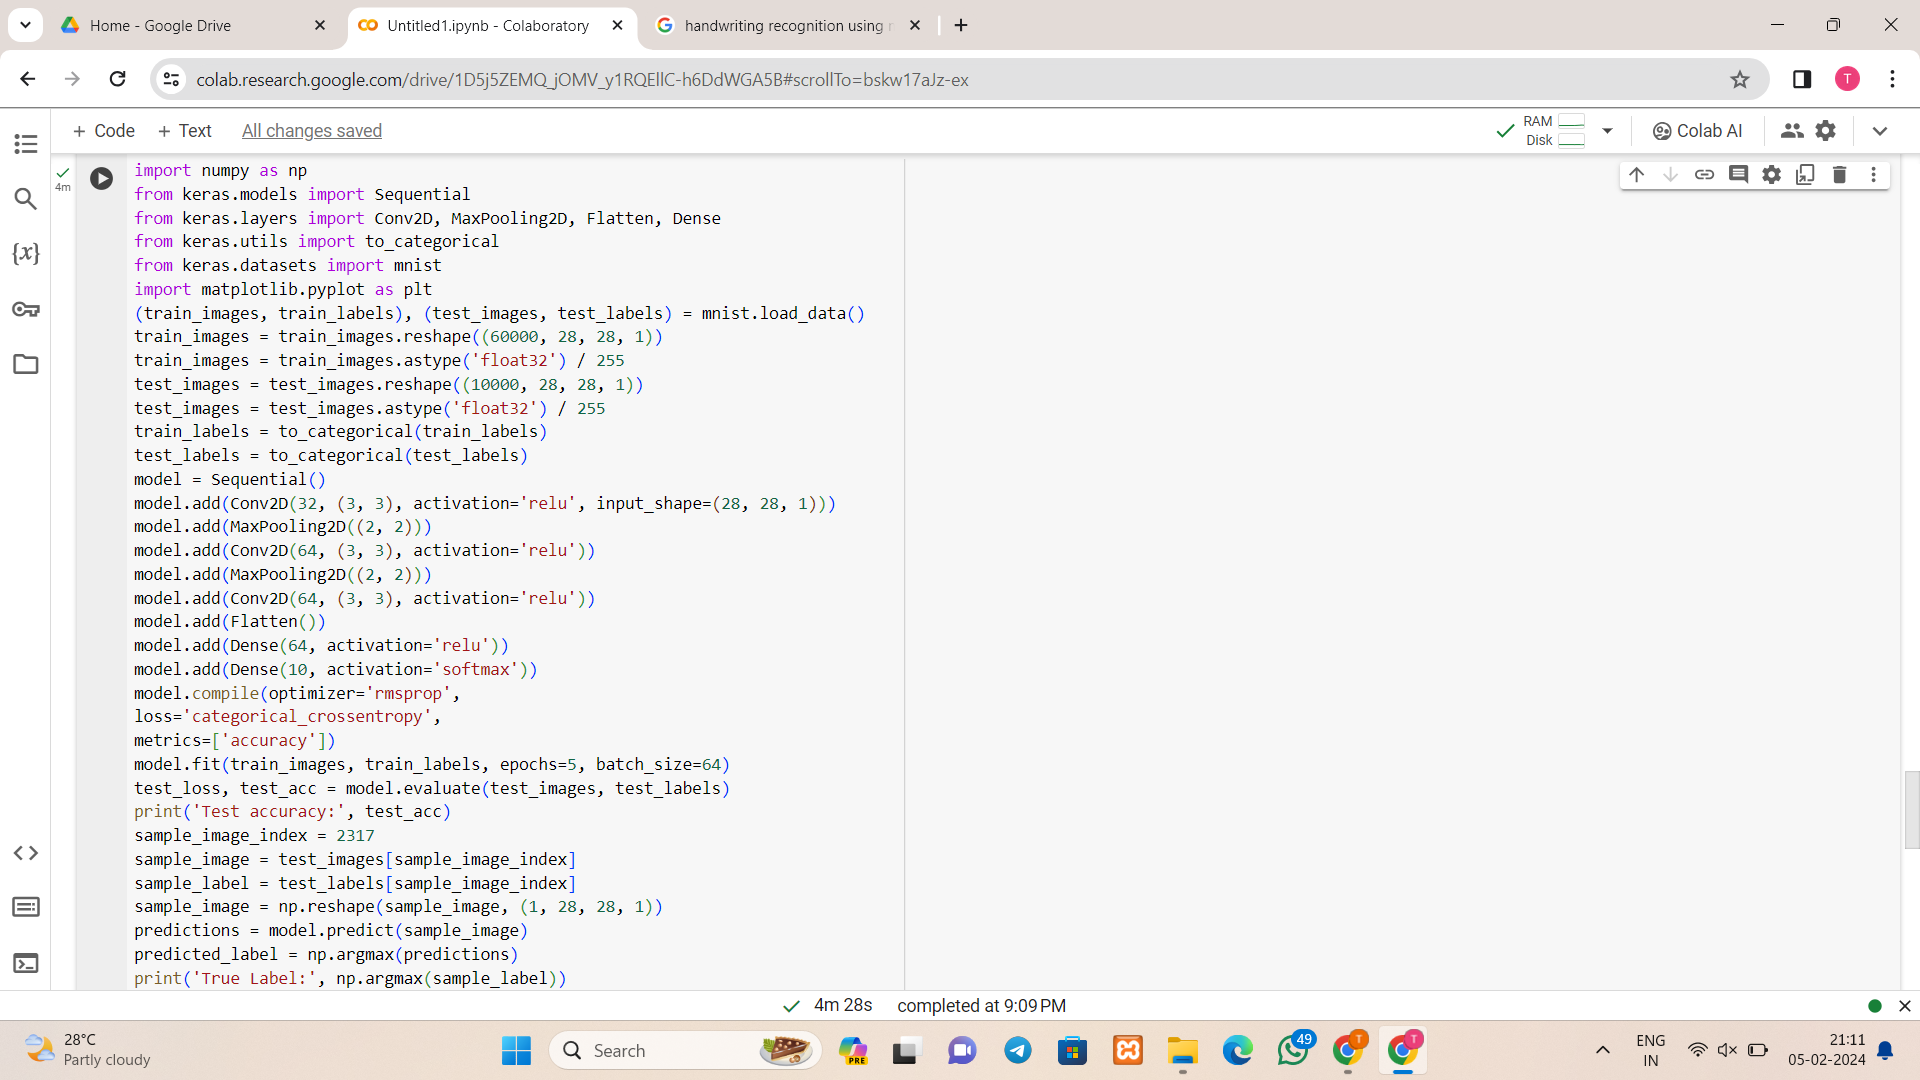 Home - Google Drive
Untitled1.ipynb - Colaboratory
handwriting recognition using
colab.research.google.com/drive/1D5j5ZEMQ_jOMV_y1RQEllC-h6DdWGA5B#scrollTo=bskw17aJz-ex
T
+ Code + Text All changes saved
RAM
Disk
Colab AI
4m
import numpy as np
from keras.models import Sequential
from keras.layers import Conv2D, MaxPooling2D, Flatten, Dense
from keras.utils import to_categorical
from keras.datasets import mnist
import matplotlib.pyplot as plt
(train_images, train_labels), (test_images, test_labels) = mnist.load_data()
train_images = train_images.reshape((60000, 28, 28, 1))
train_images = train_images.astype('float32') / 255
test_images = test_images.reshape((10000, 28, 28, 1))
test_images = test_images.astype('float32') / 255
train_labels = to_categorical(train_labels)
test_labels = to_categorical(test_labels)
model = Sequential()
model.add(Conv2D(32, (3, 3), activation='relu', input_shape=(28, 28, 1)))
model.add(MaxPooling2D((2, 2)))
model.add(Conv2D(64, (3, 3), activation='relu'))
model.add(MaxPooling2D((2, 2)))
model.add(Conv2D(64, (3, 3), activation='relu'))
model.add(Flatten())
model.add(Dense(64, activation='relu'))
model.add(Dense(10, activation='softmax'))
model.compile(optimizer='rmsprop',
loss='categorical_crossentropy',
metrics=['accuracy'])
model.fit(train_images, train_labels, epochs=5, batch_size=64)
test_loss, test_acc = model.evaluate(test_images, test_labels)
print('Test accuracy:', test_acc)
sample_image_index = 2317
sample_image = test_images[sample_image_index]
sample_label = test_labels[sample_image_index]
sample_image = np.reshape(sample_image, (1, 28, 28, 1))
predictions = model.predict(sample_image)
predicted_label = np.argmax(predictions)
print('True Label:', np.argmax(sample_label))
{x}
4m 28s completed at 9:09 PM
28°C
Partly cloudy
Search
PRE
49
T
T
ENG
IN
21:11
05-02-2024